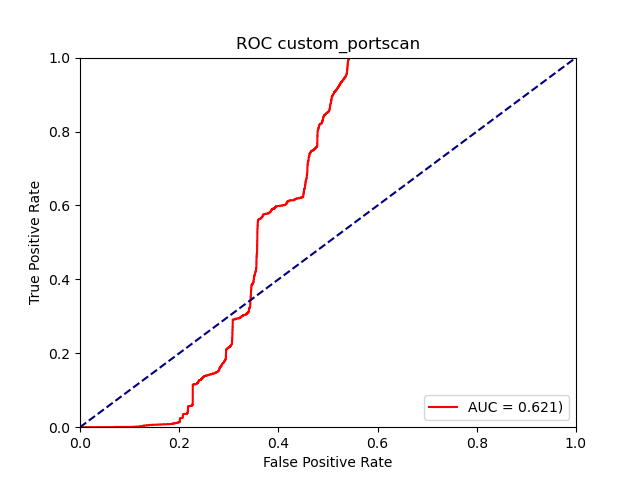 ROC custom_portscan
1.0
0.8
0.6
0.4
0.2
0.0
True Positive Rate
0.0 0.2 0.4 0.6 0.8 1.0
False Positive Rate
AUC = 0.621)